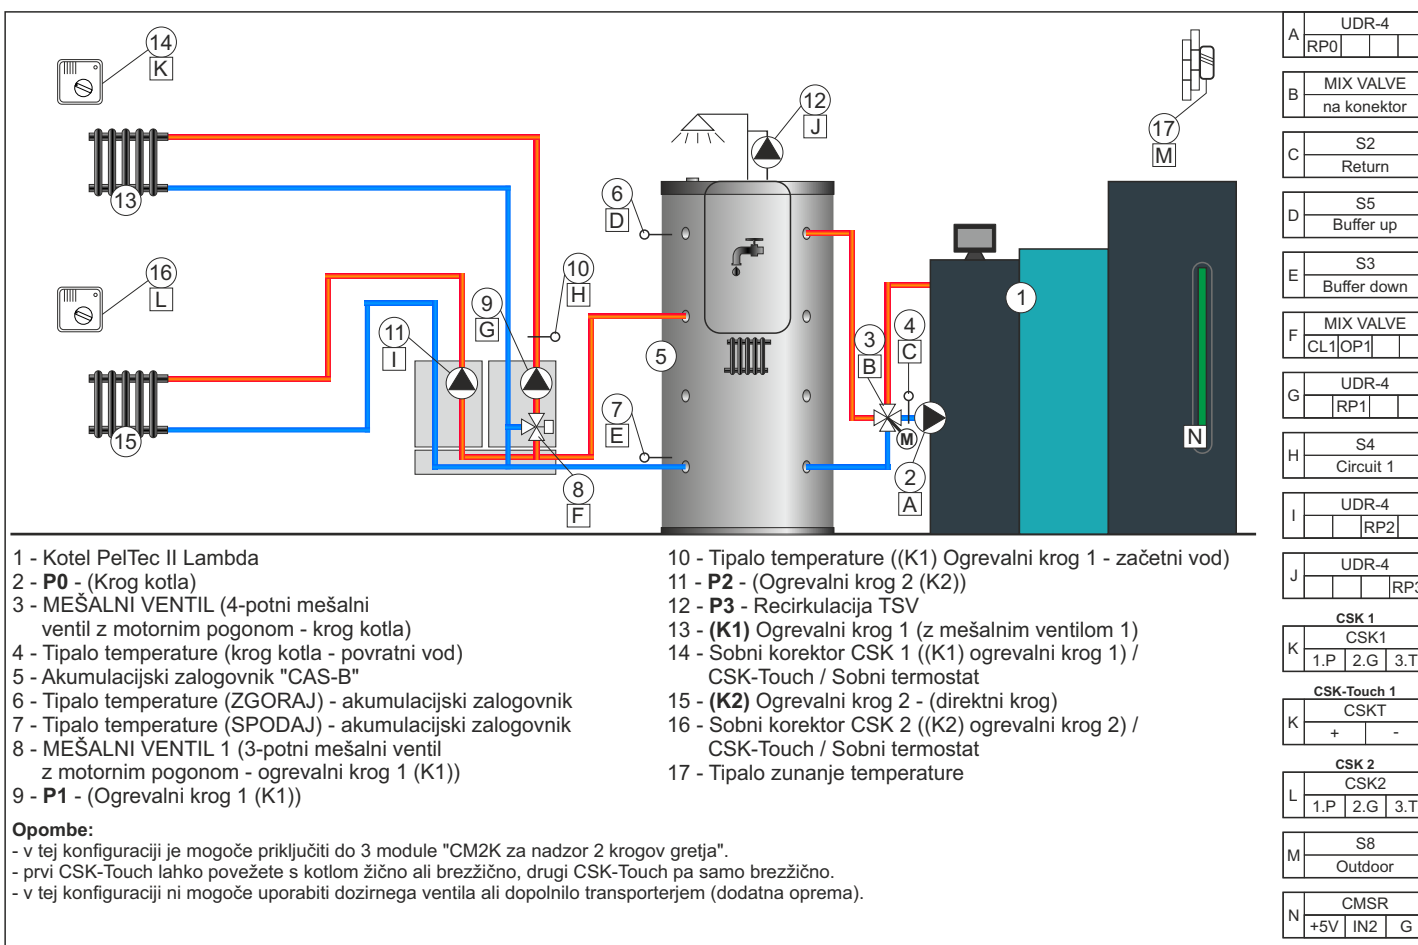 14
K
13
16
L
15
11
I
9
G
10
H
8
F
12
J
6
D
5
7
E
3
B
4
C
M
2
A
1
N
17
M
1 - Kotel PelTec II Lambda
2 - P0 - (Krog kotla)
3 - MEŠALNI VENTIL (4-potni mešalni
ventil z motornim pogonom - krog kotla)
4 - Tipalo temperature (krog kotla - povratni vod)
5 - Akumulacijski zalogovnik "CAS-B"
6 - Tipalo temperature (ZGORAJ) - akumulacijski zalogovnik
7 - Tipalo temperature (SPODAJ) - akumulacijski zalogovnik
8 - MEŠALNI VENTIL 1 (3-potni mešalni ventil
z motornim pogonom - ogrevalni krog 1 (K1))
9 - P1 - (Ogrevalni krog 1 (K1))
10 - Tipalo temperature ((K1) Ogrevalni krog 1 - začetni vod)
11 - P2 - (Ogrevalni krog 2 (K2))
12 - P3 - Recirkulacija TSV
13 - (K1) Ogrevalni krog 1 (z mešalnim ventilom 1)
14 - Sobni korektor CSK 1 ((K1) ogrevalni krog 1) /
CSK-Touch / Sobni termostat
15 - (K2) Ogrevalni krog 2 - (direktni krog)
16 - Sobni korektor CSK 2 ((K2) ogrevalni krog 2) /
CSK-Touch / Sobni termostat
17 - Tipalo zunanje temperature
Opombe:
- v tej konfiguraciji je mogoče priključiti do 3 module "CM2K za nadzor 2 krogov gretja".
- prvi CSK-Touch lahko povežete s kotlom žično ali brezžično, drugi CSK-Touch pa samo brezžično.
- v tej konfiguraciji ni mogoče uporabiti dozirnega ventila ali dopolnilo transporterjem (dodatna oprema).
A UDR-4
RP0
B MIX VALVE
na konektor
C S2
Return
D S5
Buffer up
E S3
Buffer down
F MIX VALVE
CL1 OP1
G UDR-4
RP1
H S4
Circuit 1
I UDR-4
RP2
J UDR-4
RP3
CSK 1
K CSK1
1.P 2.G 3.T
CSK-Touch 1
K CSKT
+ -
CSK 2
L CSK2
1.P 2.G 3.T
M S8
Outdoor
N CMSR
+5V IN2 G